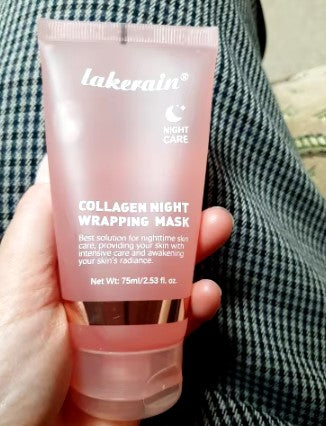 lakerain®
NIGHT
CARE
COLLAGEN NIGHT
WRAPPING MASK
Best solution for nighttime skin
care, providing your skin with
intensive care and awakening
your skin's radiance.
Net Wt: 75ml/2.53 fl. oz.